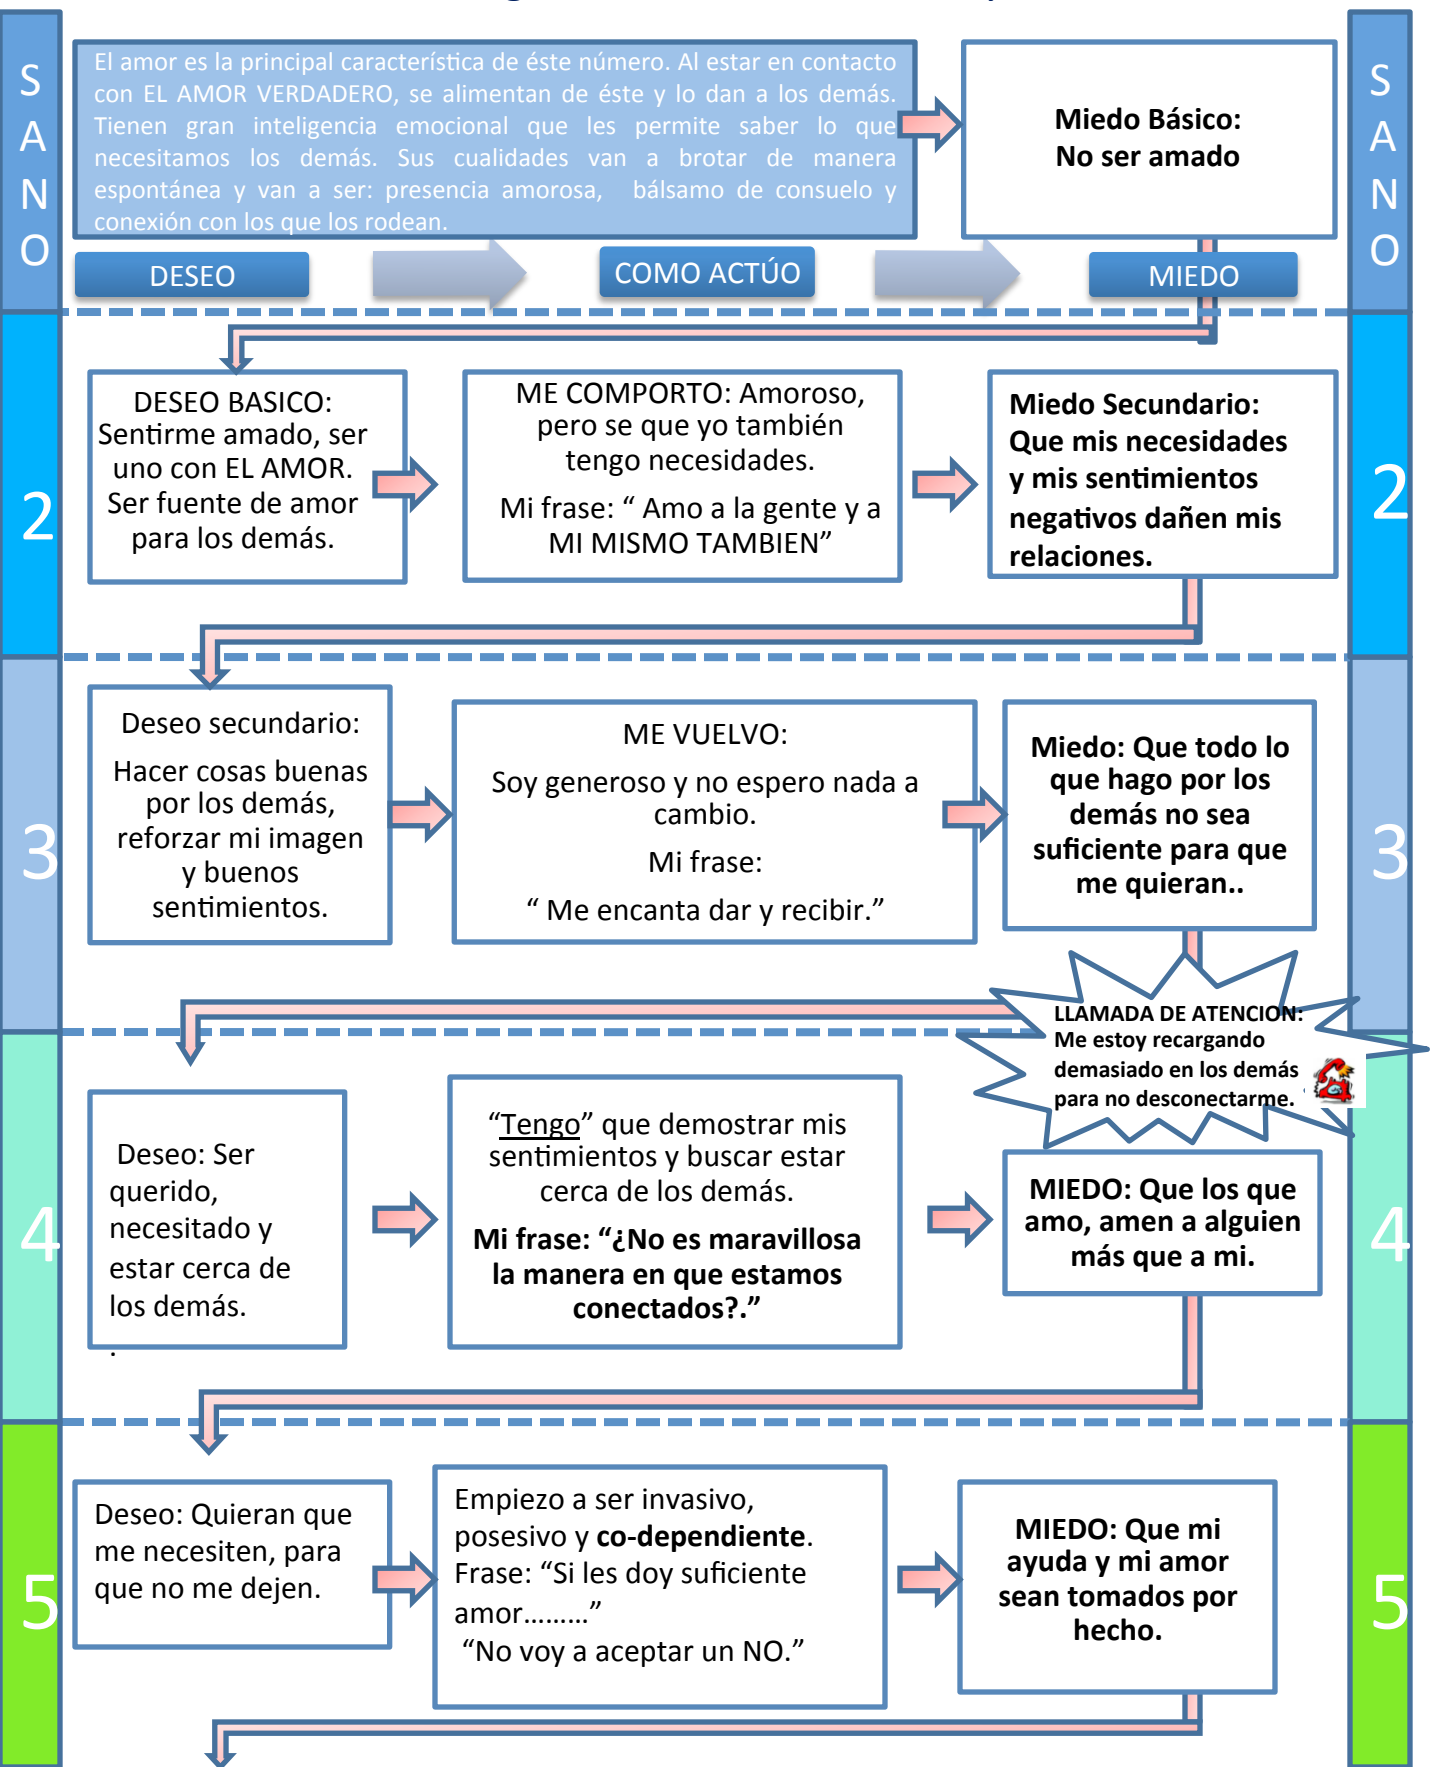 S
A
N
O
El amor es la principal característica de éste número. Al estar en contacto
con EL AMOR VERDADERO, se alimentan de éste y lo dan a los demás.
Tienen gran inteligencia emocional que les permite saber lo que
necesitamos los demás. Sus cualidades van a brotar de manera
espontánea y van a ser: presencia amorosa, bálsamo de consuelo y
conexión con los que los rodean.
Miedo Básico:
No ser amado
S
A
N
O
DESEO
COMO ACTÚO
MIEDO
2
DESEO BASICO:
Sentirme amado, ser
uno con EL AMOR.
Ser fuente de amor
para los demás.
ME COMPORTO: Amoroso,
pero se que yo también
tengo necesidades.
Mi frase: “ Amo a la gente y a
MI MISMO TAMBIEN”
Miedo Secundario:
Que mis necesidades
y mis sentimientos
negativos dañen mis
relaciones.
2
3
Deseo secundario:
Hacer cosas buenas
por los demás,
reforzar mi imagen
y buenos
sentimientos.
ME VUELVO:
Soy generoso y no espero nada a
cambio.
Mi frase:
“ Me encanta dar y recibir.”
Miedo: Que todo lo
que hago por los
demás no sea
suficiente para que
me quieran..
3
LLAMADA DE ATENCION:
Me estoy recargando
demasiado en los demás
para no desconectarme.
4
Deseo: Ser
querido,
necesitado y
estar cerca de
los demás.
.
“Tengo” que demostrar mis
sentimientos y buscar estar
cerca de los demás.
Mi frase: “¿No es maravillosa
la manera en que estamos
conectados?.”
MIEDO: Que los que
amo, amen a alguien
más que a mi.
4
5
Deseo: Quieran que
me necesiten, para
que no me dejen.
Empiezo a ser invasivo,
posesivo y co-dependiente.
Frase: “Si les doy suficiente
amor………”
“No voy a aceptar un NO.”
MIEDO: Que mi
ayuda y mi amor
sean tomados por
hecho.
5